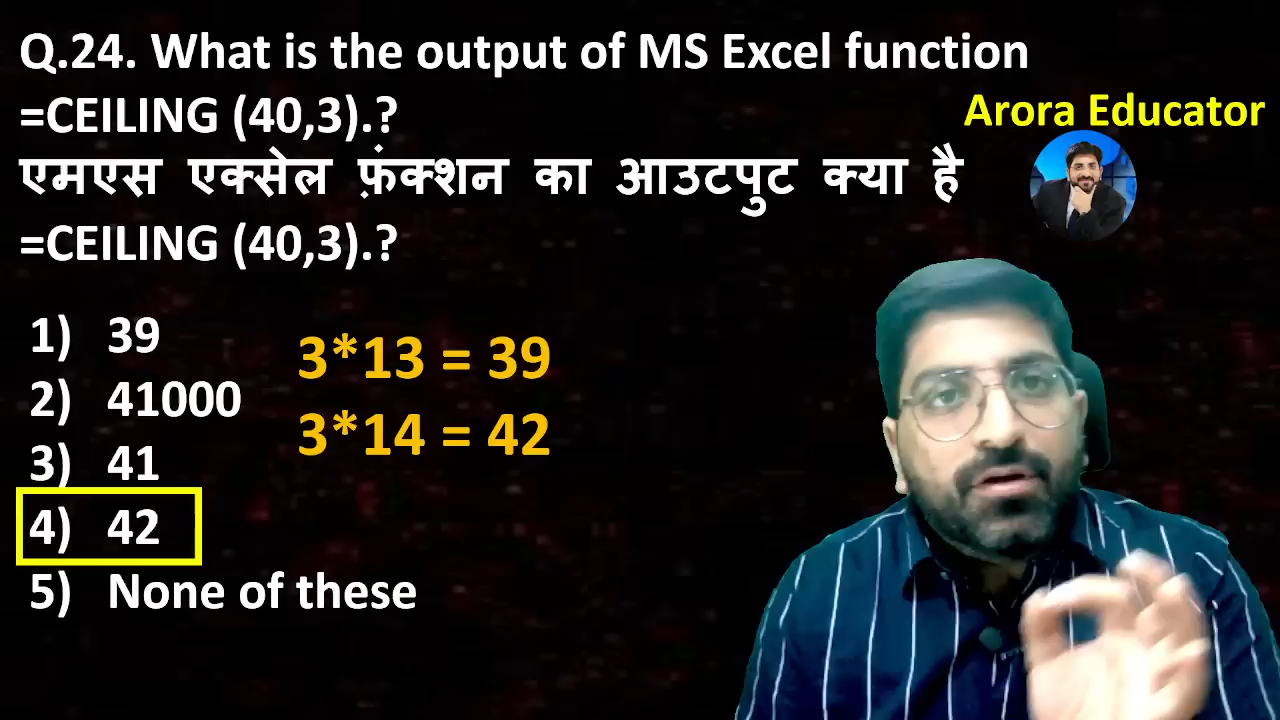 Q.24. What is the output of MS Excel function
=CEILING (40,3).?
Arora Educator
एमएस एक्सेल फ़ंक्शन का आउटपुट क्या है
=CEILING (40,3).?
1) 39
3*13 = 39
2) 41000
3*14 = 42
3) 41
4) 42
5) None of these